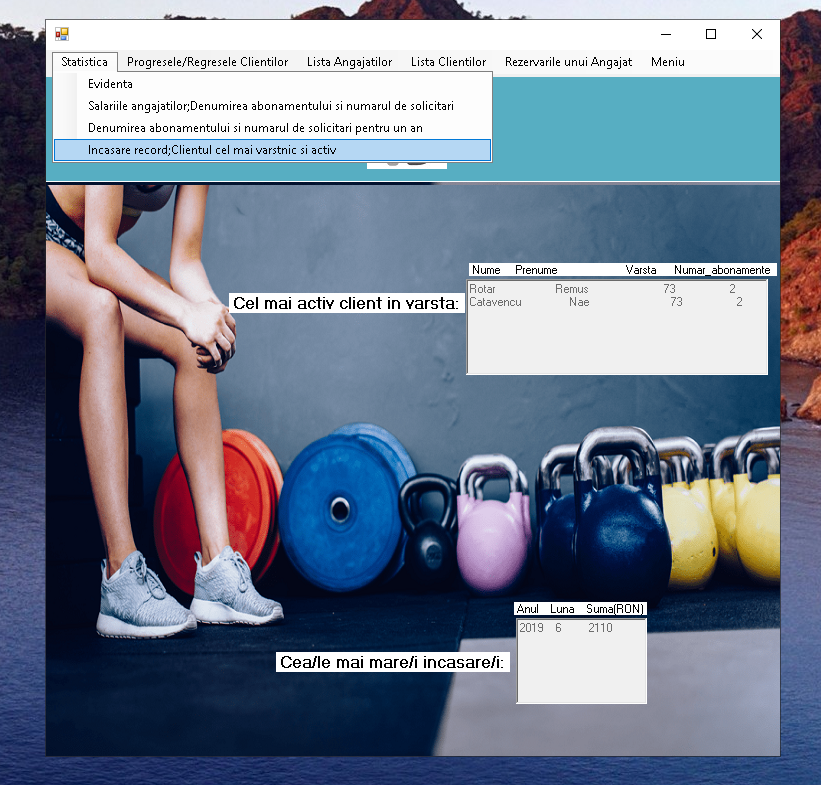 Statistica Progresele/Regresele Clientilor Lista Angajatilor Lista Clientilor Rezervarile unui Angajat Meniu
Evidenta
Salariile angajatilor;Denumirea abonamentului si numarul de solicitari
Denumirea abonamentului si numarul de solicitari pentru un an
Incasare record;Clientul cel mai varstnic si activ
Nume Prenume Varsta Numar_abonamente
Cel mai activ client in varsta:
Rotar Remus 73 2
Catavencu Nae 73 2
Anul Luna Suma(RON)
2019 6 2110
Cea/le mai mare/i incasare/i: